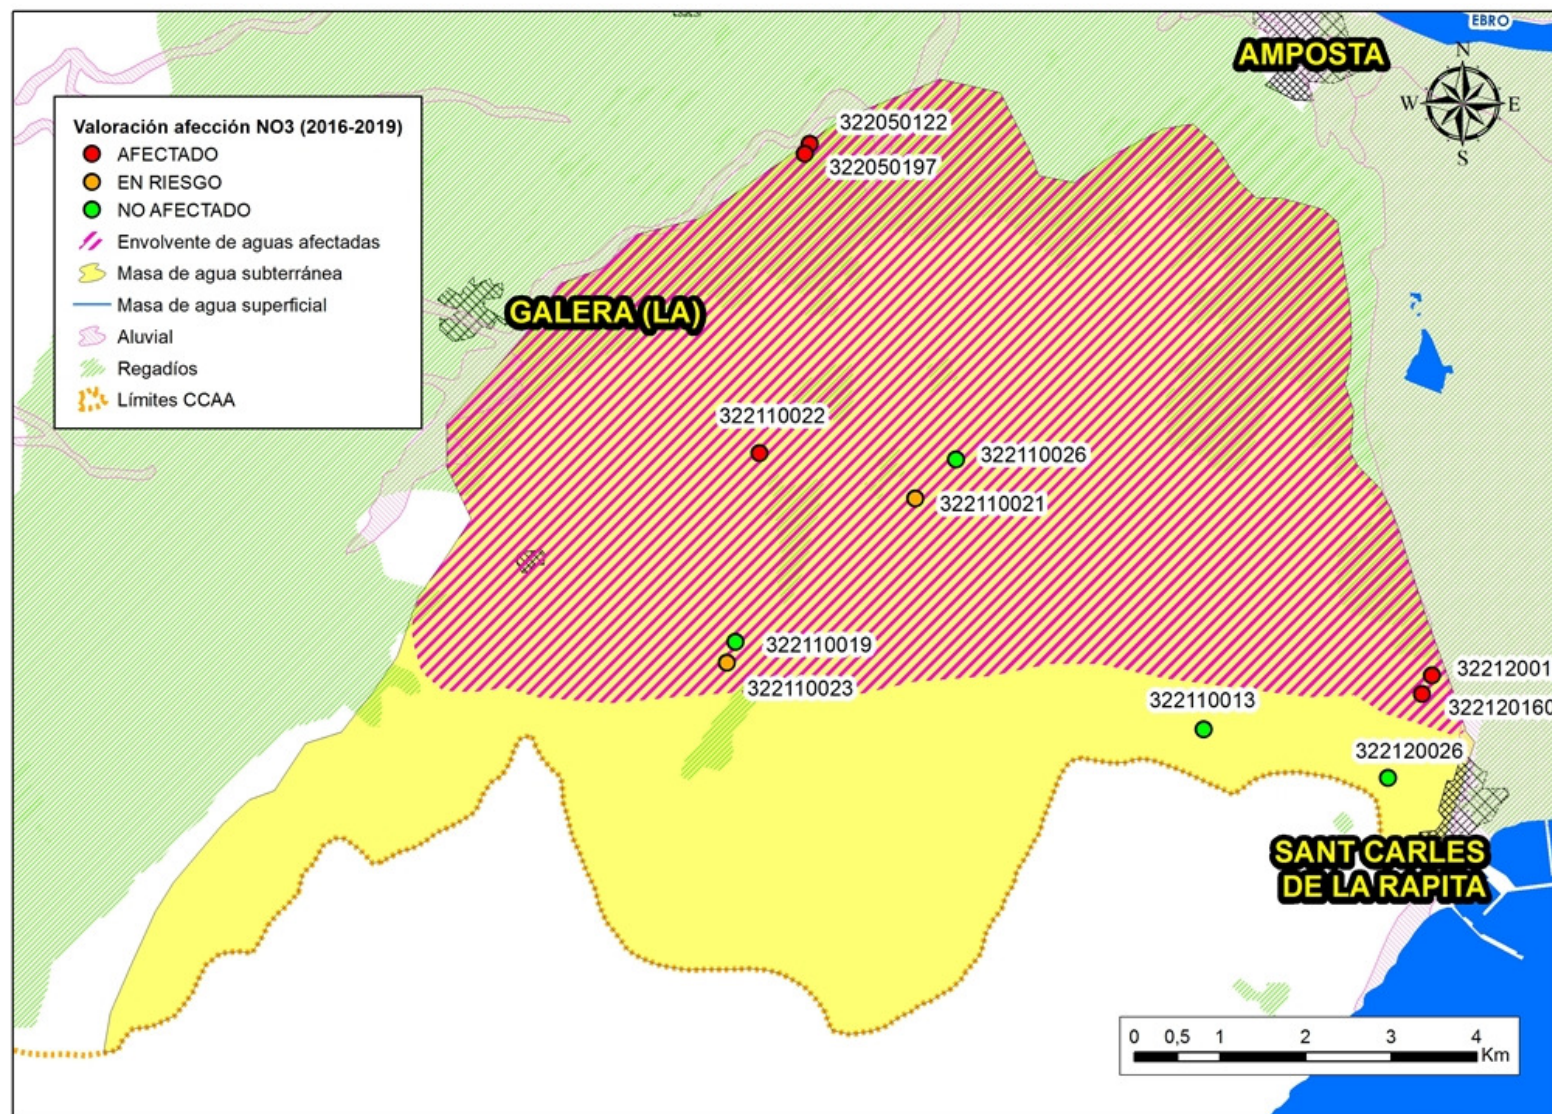 EBRO
AMPOSTA
N
W
E
S
Valoración afección NO3 (2016-2019)
AFECTADO
EN RIESGO
NO AFECTADO
Envolvente de aguas afectadas
Masa de agua subterránea
Masa de agua superficial
Aluvial
Regadíos
Límites CCAA
322050122
322050197
GALERA (LA)
322110022
322110026
322110021
322110019
322110023
32212001
322120160
322110013
322120026
SANT CARLES
DE LA RAPITA
0 0,5 1 2 3 4
Km